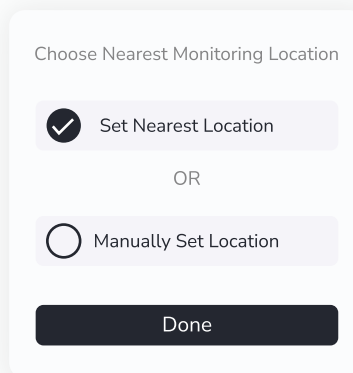 Choose Nearest Monitoring Location
Set Nearest Location
OR
Manually Set Location
Done